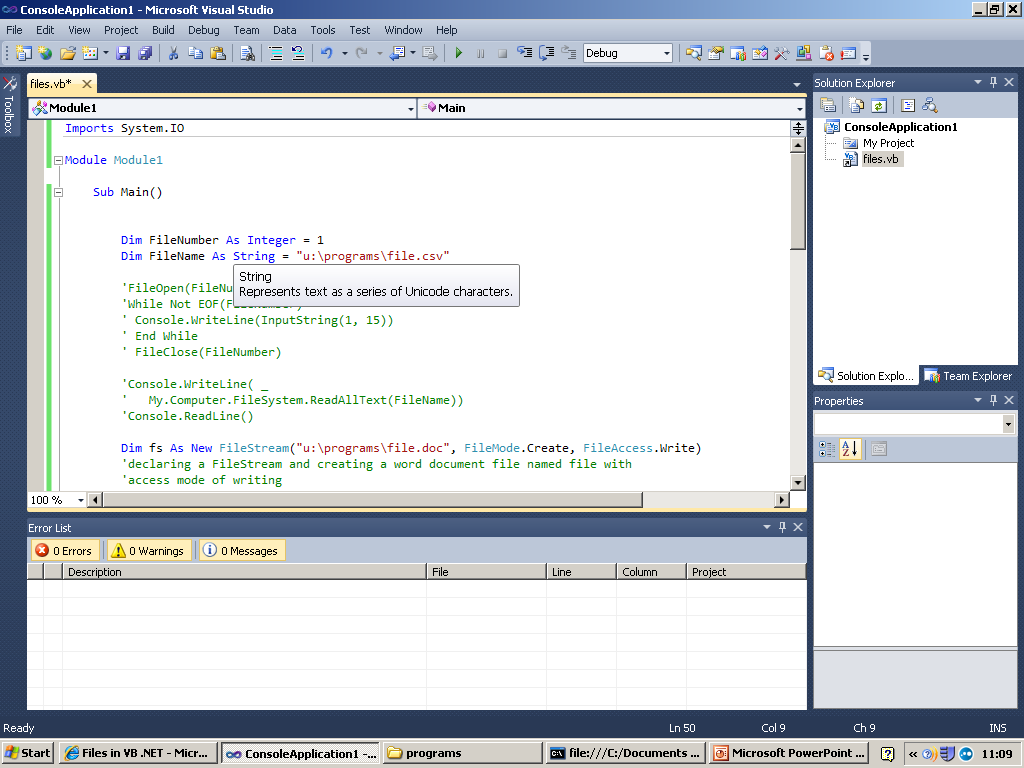 ConsoleApplication1 - Microsoft Visual Studio
File Edit View Project Build Debug Team Data Tools Test Window Help
Debug
Toolbox
files.vb*
Module1
Main
Imports System.IO
Module Module1
Sub Main()
Dim FileNumber As Integer = 1
Dim FileName As String = "u:\programs\file.csv"
String
Represents text as a series of Unicode characters.
'FileOpen(FileNu
'While Not EOF(
' Console.WriteLine(InputString(1, 15))
' End While
' FileClose(FileNumber)
'Console.WriteLine( _
'   My.Computer.FileSystem.ReadAllText(FileName))
'Console.ReadLine()
Dim fs As New FileStream("u:\programs\file.doc", FileMode.Create, FileAccess.Write)
'declaring a FileStream and creating a word document file named file with
'access mode of writing
100 %
Solution Explorer
ConsoleApplication1
My Project
files.vb
Solution Explo...
Team Explorer
Properties
Error List
0 Errors
0 Warnings
0 Messages
Description File Line Column Project
Ready Ln 50 Col 9 Ch 9 INS
Start
Files in VB .NET - Micr...
ConsoleApplication1 -...
programs
file:///C:/Documents ...
Microsoft PowerPoint ...
11:09